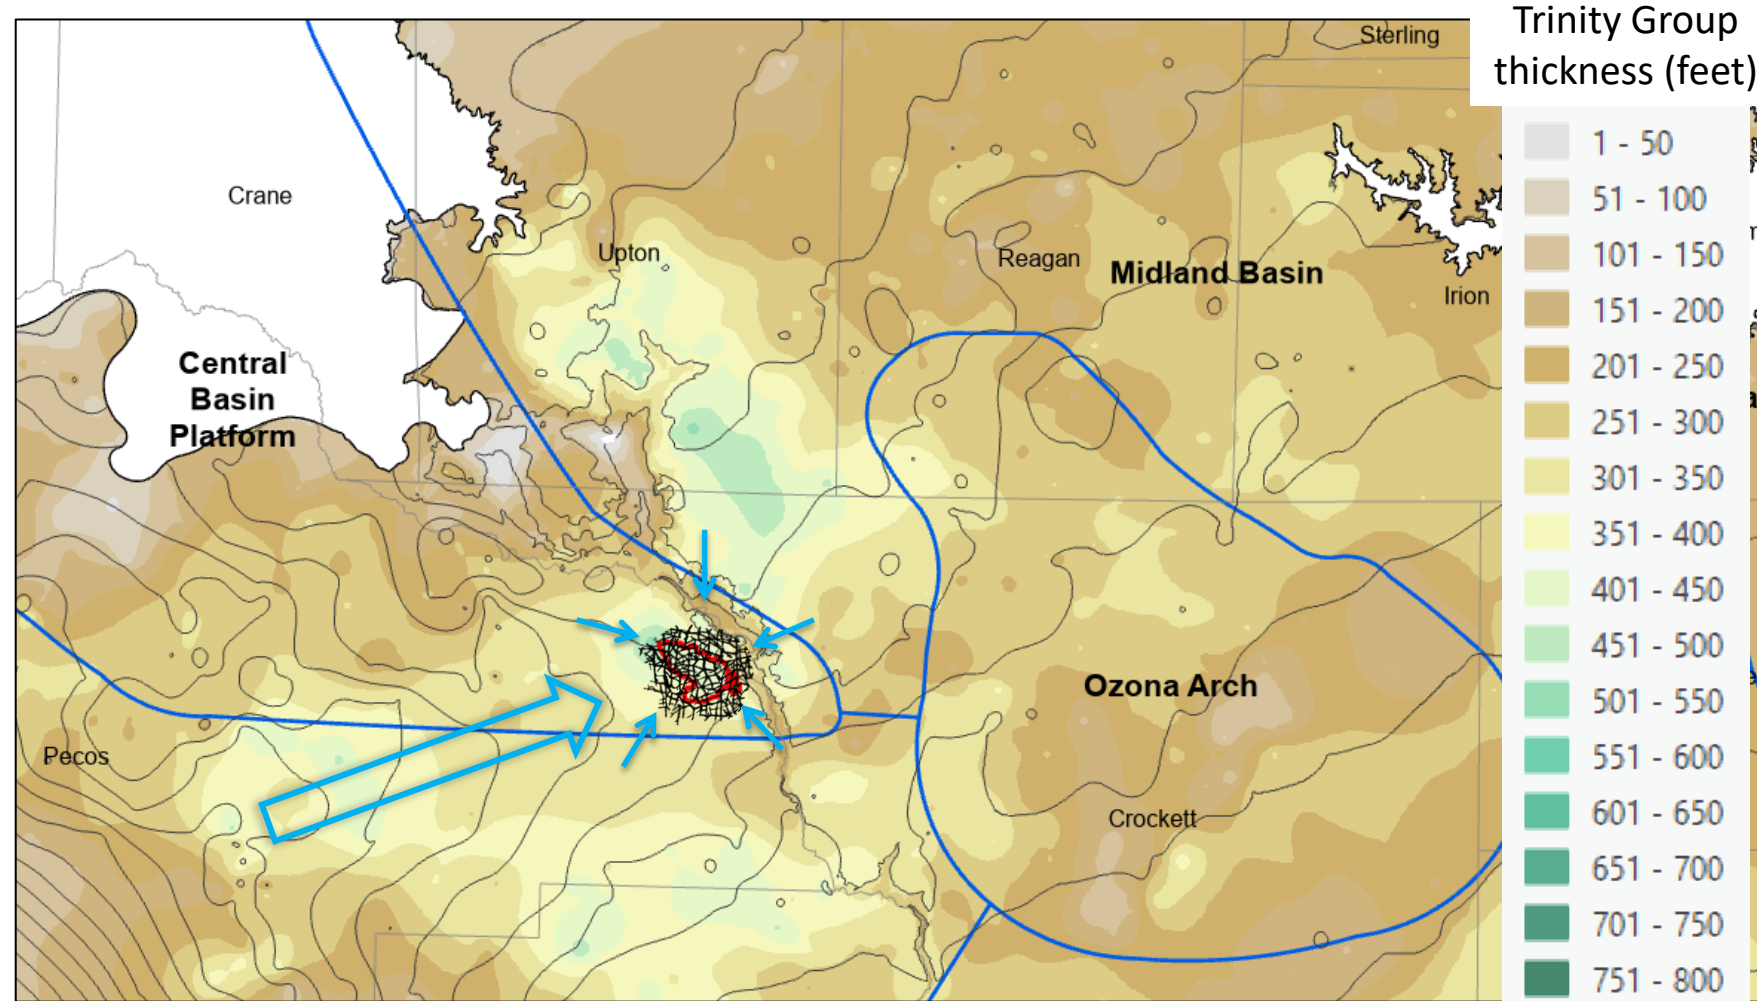 Trinity Group
thickness (feet)
1 - 50
51 - 100
101 - 150
151 - 200
201 - 250
251 - 300
301 - 350
351 - 400
401 - 450
451 - 500
501 - 550
551 - 600
601 - 650
651 - 700
701 - 750
751 - 800
Sterling
Crane
Upton
Reagan
Midland Basin
Irion
Central
Basin
Platform
Ozona Arch
Pecos
Crockett